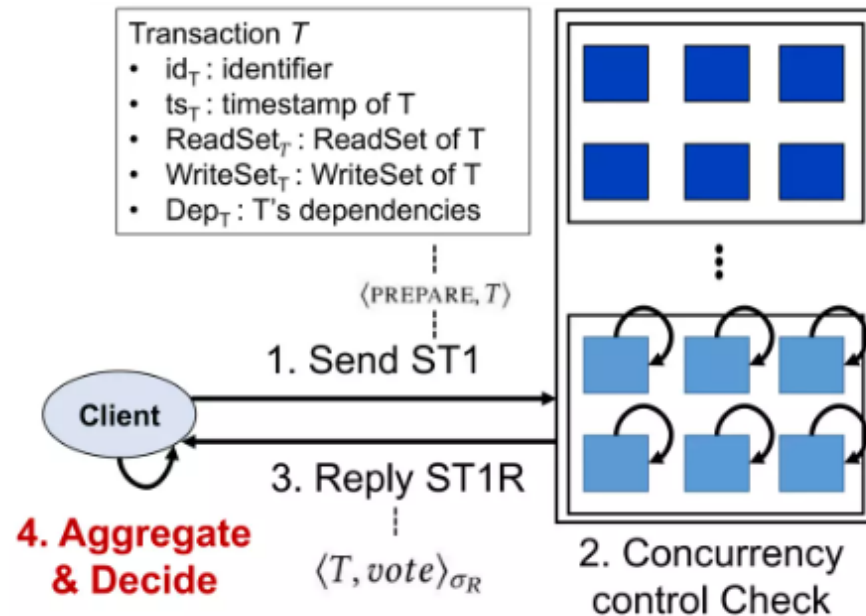 Transaction T
• id_T : identifier
• ts_T : timestamp of T
• ReadSet_T : ReadSet of T
• WriteSet_T : WriteSet of T
• Dep_T : T's dependencies
⟨PREPARE, T⟩
1. Send ST1
Client
3. Reply ST1R
4. Aggregate
& Decide
⟨T, vote⟩_σ_R
2. Concurrency
control Check